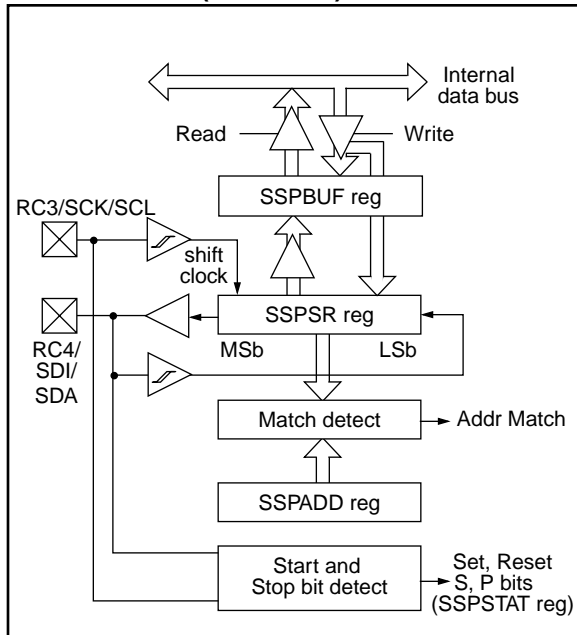 Internal
data bus
Read
Write
SSPBUF reg
RC3/SCK/SCL
shift
clock
SSPSR reg
MSb
LSb
RC4/
SDI/
SDA
Match detect
Addr Match
SSPADD reg
Start and
Stop bit detect
Set, Reset
S, P bits
(SSPSTAT reg)